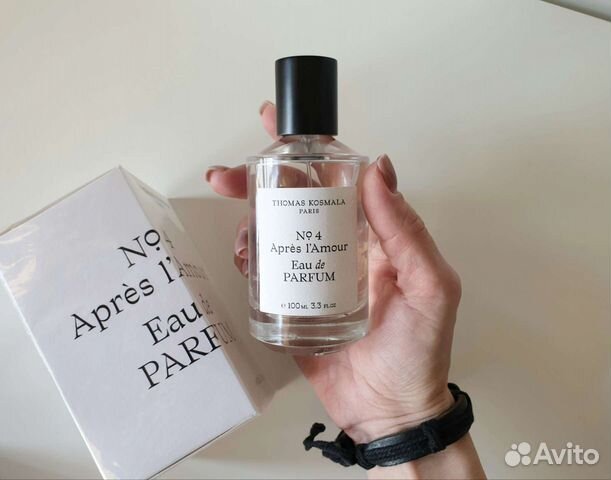 THOMAS KOSMALA
PARIS
Nº 4
Après l'Amour
Eau de
PARFUM
℮ 100 ML 3.3 FL.OZ
Nº 4
Après l'Amour
Eau de
PARFUM
Avito